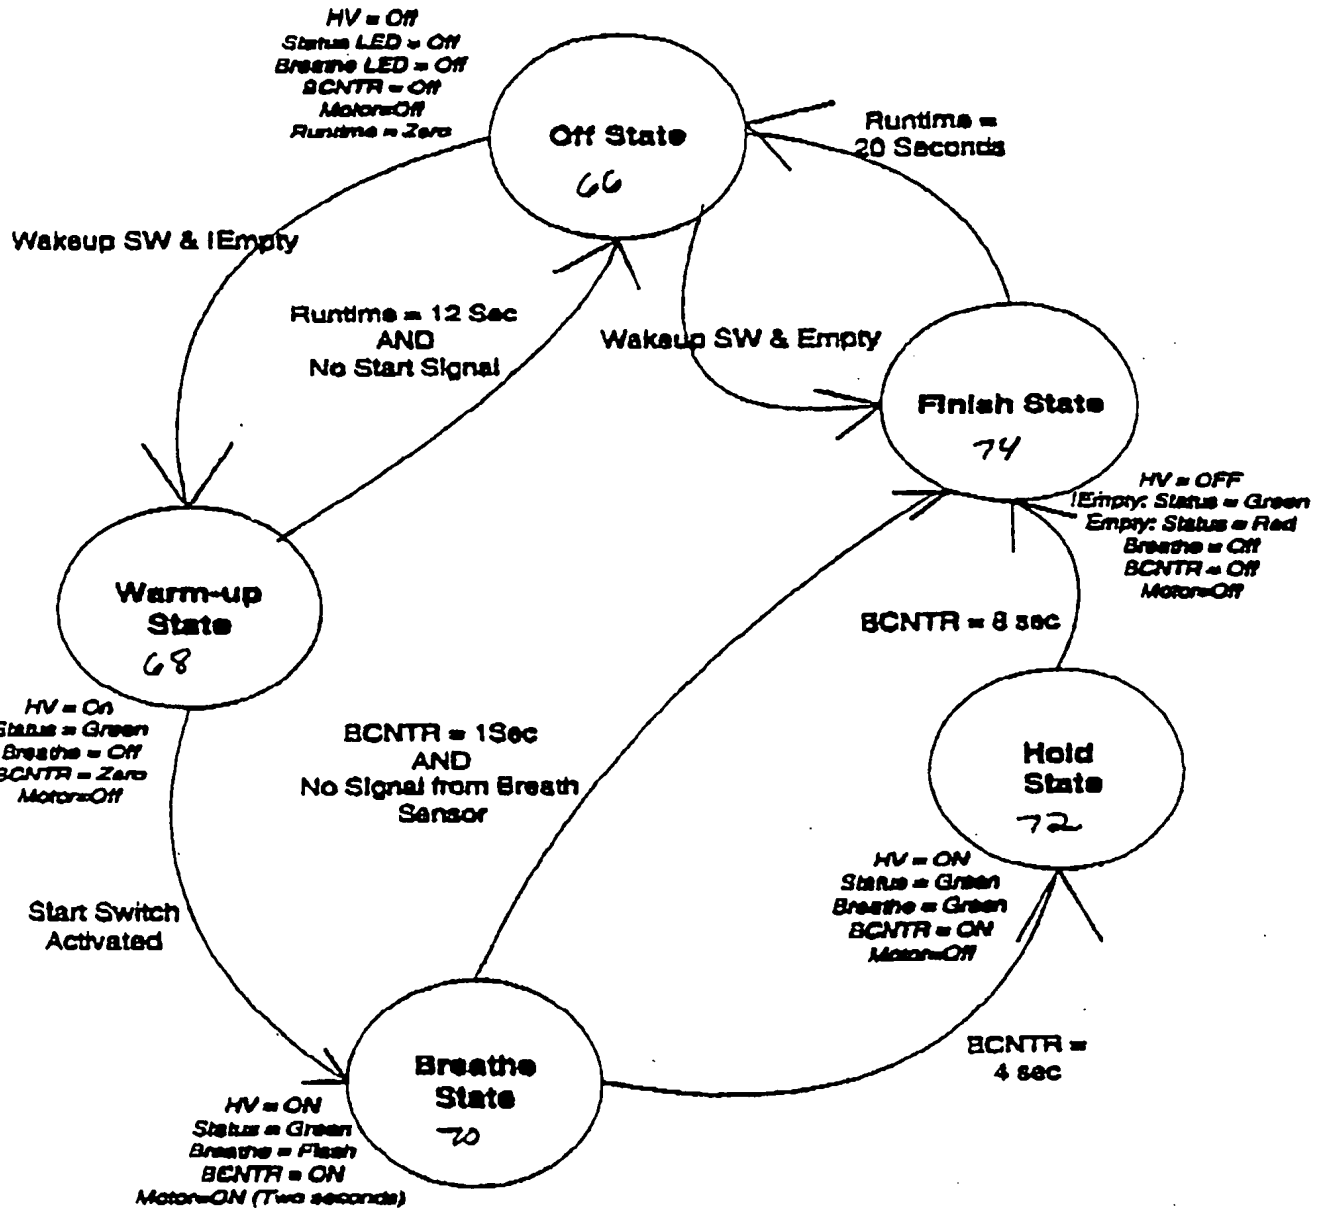 HV = Off
Status LED = Off
Breathe LED = Off
BCNTR = Off
Motor=Off
Runtime = Zero
Off State
66
Runtime =
20 Seconds
Wakeup SW & !Empty
Runtime = 12 Sec
AND
No Start Signal
Wakeup SW & Empty
Finish State
74
HV = OFF
!Empty: Status = Green
Empty: Status = Red
Breathe = Off
BCNTR = Off
Motor=Off
Warm-up
State
68
HV = On
Status = Green
Breathe = Off
BCNTR = Zero
Motor=Off
BCNTR = 8 sec
BCNTR = 1Sec
AND
No Signal from Breath
Sensor
Hold
State
72
HV = ON
Status = Green
Breathe = Green
BCNTR = ON
Motor=Off
Start Switch
Activated
BCNTR =
4 sec
Breathe
State
70
HV = ON
Status = Green
Breathe = Flash
BCNTR = ON
Motor=ON (Two seconds)